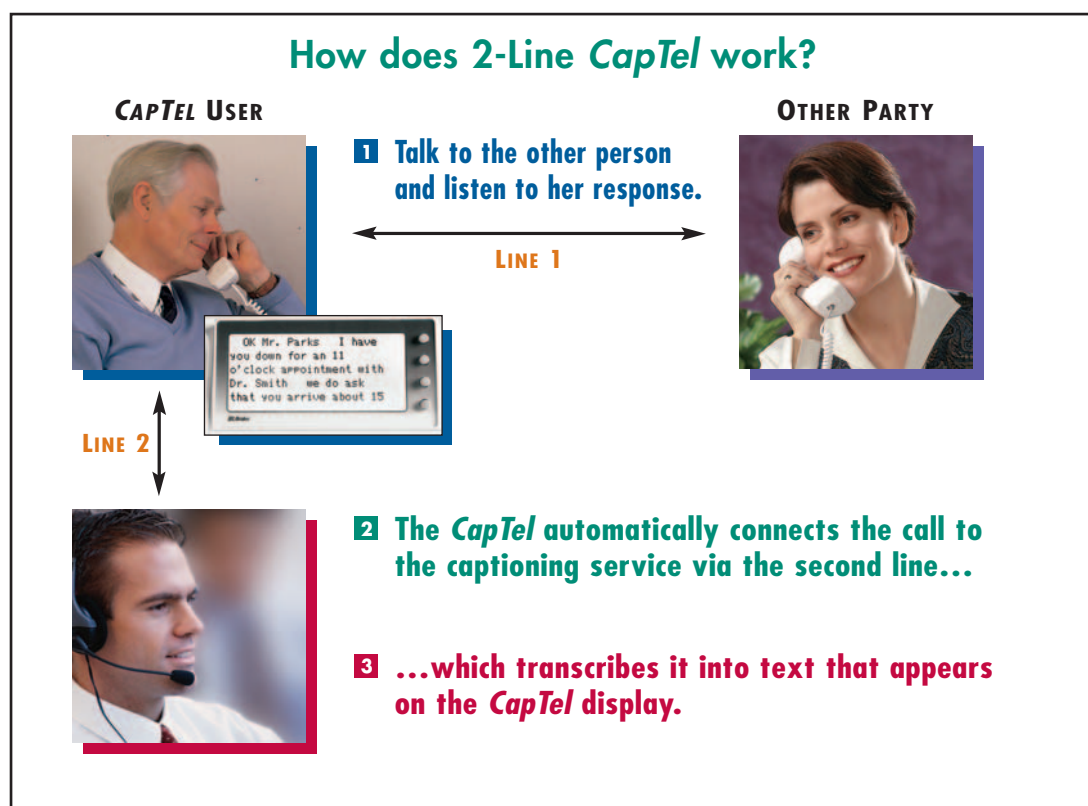 How does 2-Line CapTel work?
CAPTEL USER
OTHER PARTY
1 Talk to the other person
and listen to her response.
LINE 1
OK Mr. Parks I have
you down for an 11
o'clock appointment with
Dr. Smith we do ask
that you arrive about 15
LINE 2
2 The CapTel automatically connects the call to
the captioning service via the second line...
3 ...which transcribes it into text that appears
on the CapTel display.